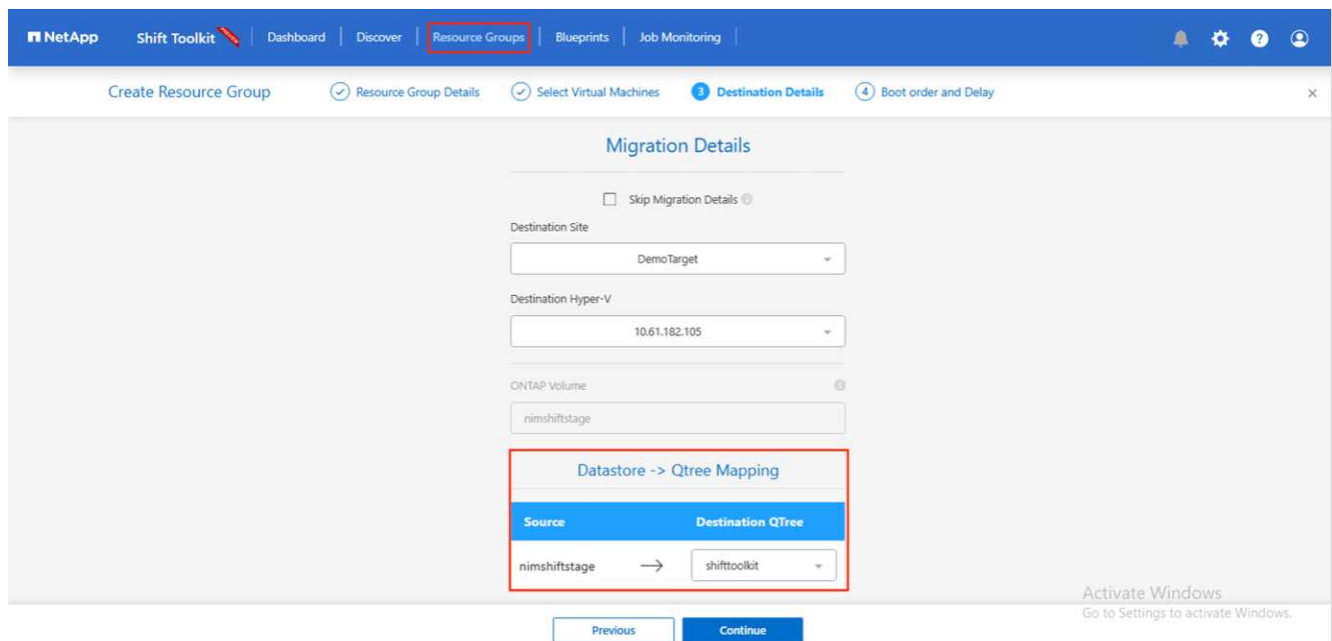 NetApp Shift Toolkit Dashboard Discover Resource Groups Blueprints Job Monitoring
Create Resource Group Resource Group Details Select Virtual Machines 3 Destination Details 4 Boot order and Delay
Migration Details
Skip Migration Details
Destination Site
DemoTarget
Destination Hyper-V
10.61.182.105
ONTAP Volume
nimshiftstage
Datastore -> Qtree Mapping
Source Destination QTree
nimshiftstage → shifttoolkit
Activate Windows
Go to Settings to activate Windows.
Previous Continue